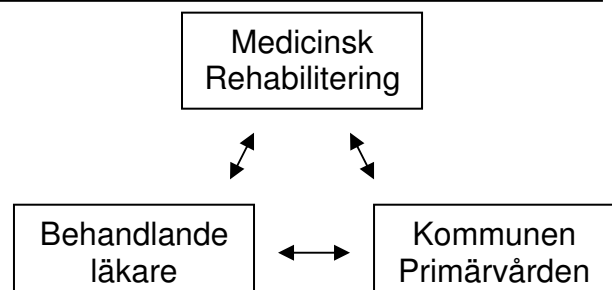 Medicinsk
Rehabilitering
Behandlande
läkare
Kommunen
Primärvården